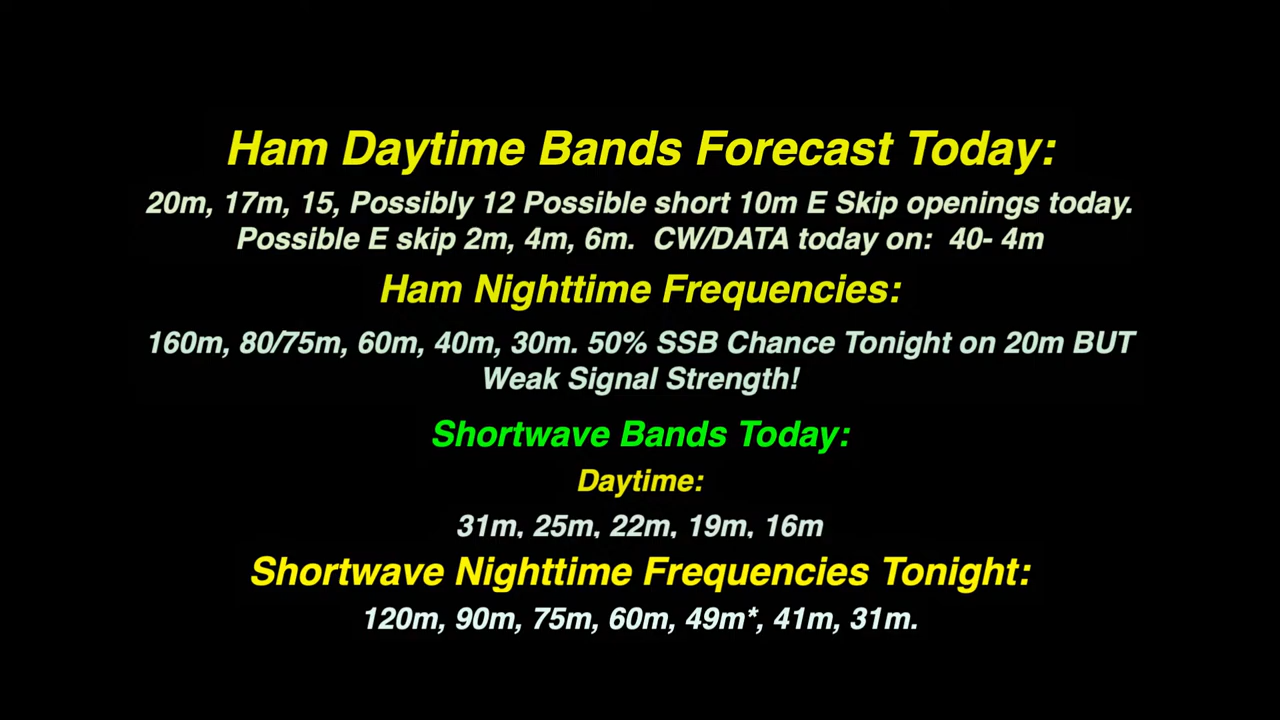 Ham Daytime Bands Forecast Today:
20m, 17m, 15, Possibly 12 Possible short 10m E Skip openings today.
Possible E skip 2m, 4m, 6m. CW/DATA today on: 40- 4m
Ham Nighttime Frequencies:
160m, 80/75m, 60m, 40m, 30m. 50% SSB Chance Tonight on 20m BUT
Weak Signal Strength!
Shortwave Bands Today:
Daytime:
31m, 25m, 22m, 19m, 16m
Shortwave Nighttime Frequencies Tonight:
120m, 90m, 75m, 60m, 49m*, 41m, 31m.